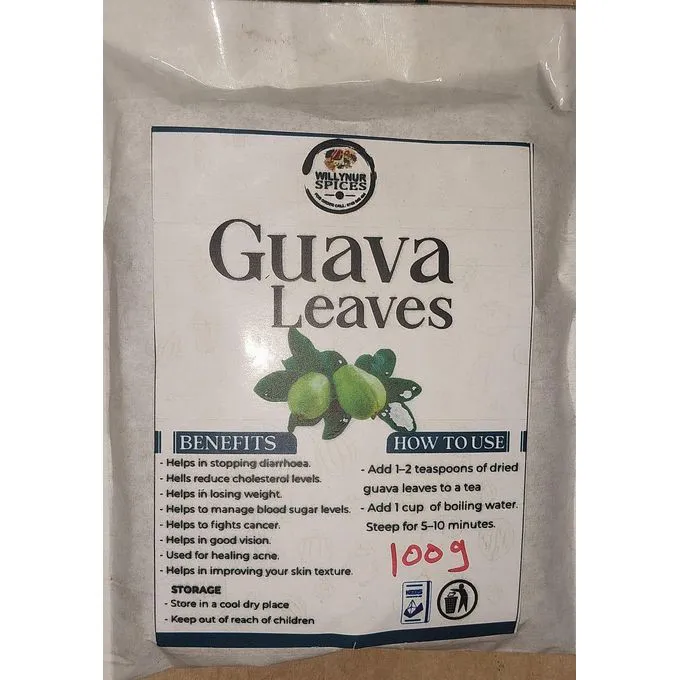 WILLYNUR
SPICES
Guava
Leaves
BENEFITS
- Helps in stopping diarrhoea.
- Hells reduce cholesterol levels.
- Helps in losing weight.
- Helps to manage blood sugar levels.
- Helps to fights cancer.
- Helps in good vision.
- Used for healing acne.
- Helps in improving your skin texture.
STORAGE
- Store in a cool dry place
- Keep out of reach of children
HOW TO USE
- Add 1–2 teaspoons of dried
guava leaves to a tea
- Add 1 cup of boiling water.
Steep for 5–10 minutes.
100g